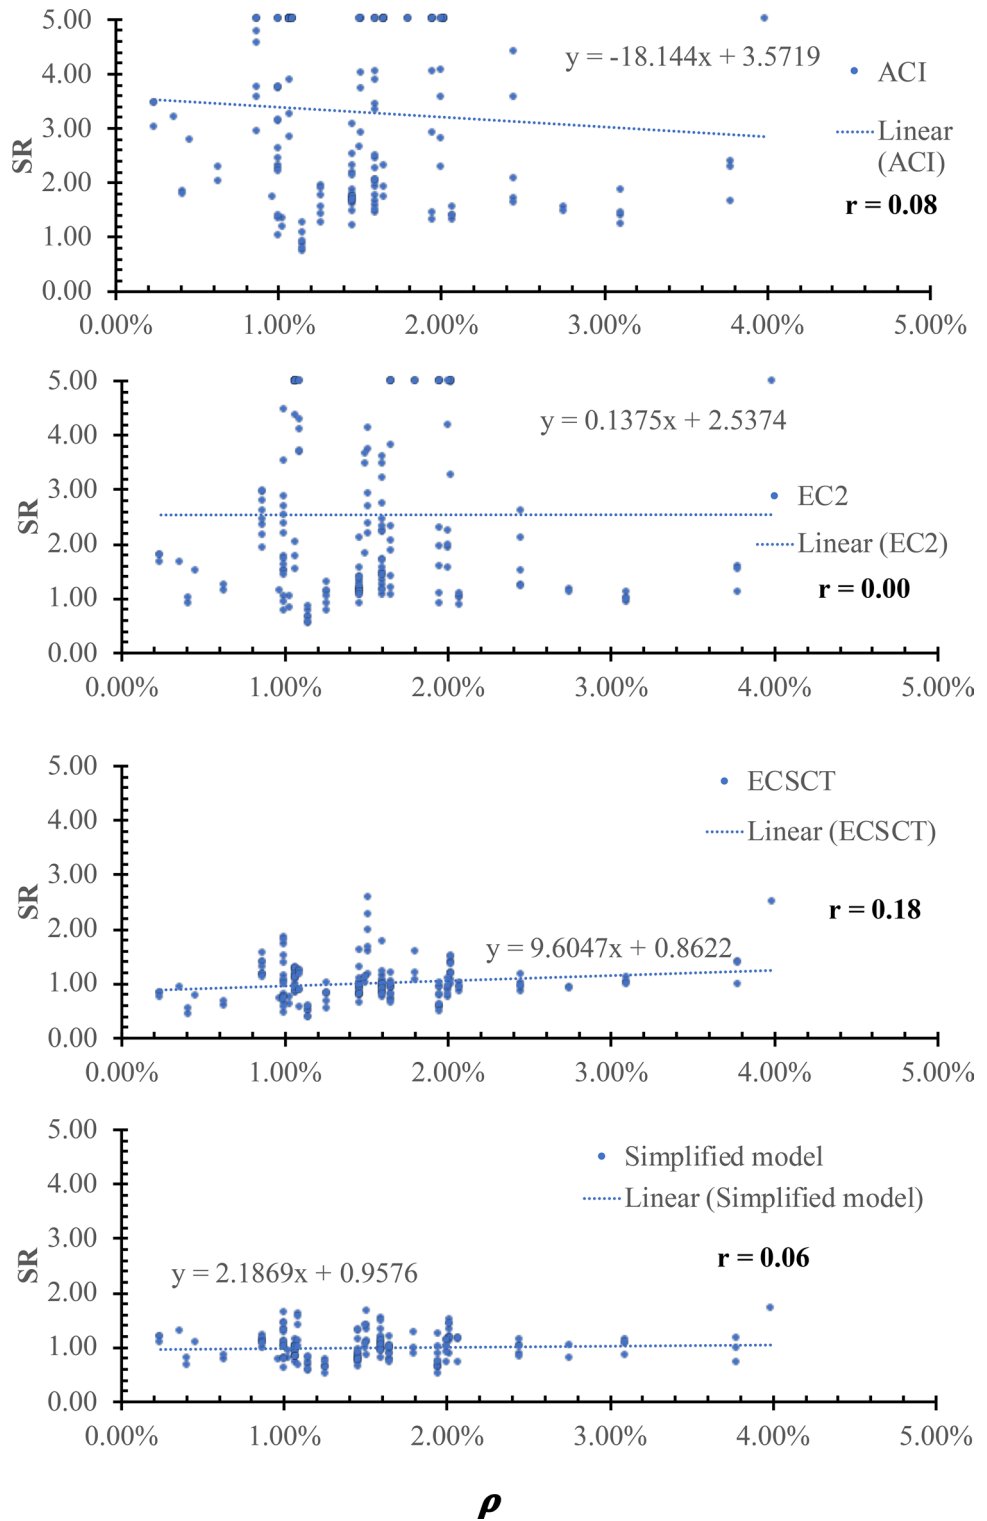 5.00
y = -18.144x + 3.5719
ACI
4.00
3.00
Linear
(ACI)
SR
2.00
r = 0.08
1.00
0.00
0.00% 1.00% 2.00% 3.00% 4.00% 5.00%
5.00
y = 0.1375x + 2.5374
4.00
3.00
EC2
SR
2.00
Linear (EC2)
r = 0.00
1.00
0.00
0.00% 1.00% 2.00% 3.00% 4.00% 5.00%
5.00
ECSCT
4.00
Linear (ECSCT)
3.00
SR
r = 0.18
2.00
y = 9.6047x + 0.8622
1.00
0.00
0.00% 1.00% 2.00% 3.00% 4.00% 5.00%
5.00
Simplified model
4.00
Linear (Simplified model)
3.00
r = 0.06
SR
y = 2.1869x + 0.9576
2.00
1.00
0.00
0.00% 1.00% 2.00% 3.00% 4.00% 5.00%
ρ